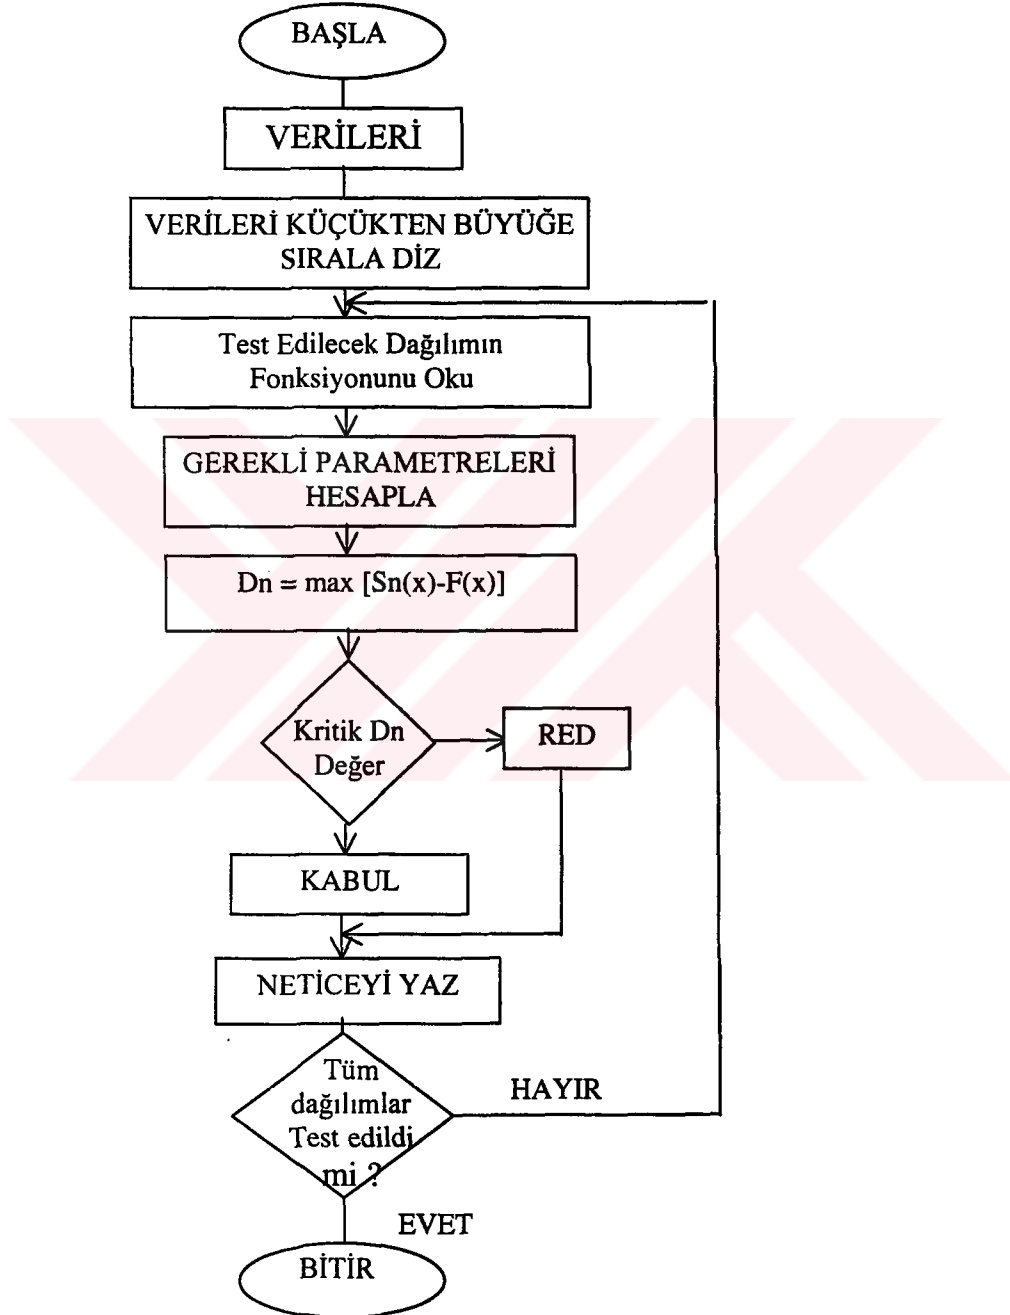 BAŞLA
VERİLERİ
VERİLERİ KÜÇÜKTEN BÜYÜĞE
SIRALA DİZ
Test Edilecek Dağılımın
Fonksiyonunu Oku
GEREKLİ PARAMETRELERİ
HESAPLA
Dn = max [Sn(x)-F(x)]
Kritik Dn
Değer
RED
KABUL
NETİCEYİ YAZ
Tüm
dağılımlar
Test edildi
mi ?
HAYIR
EVET
BİTİR